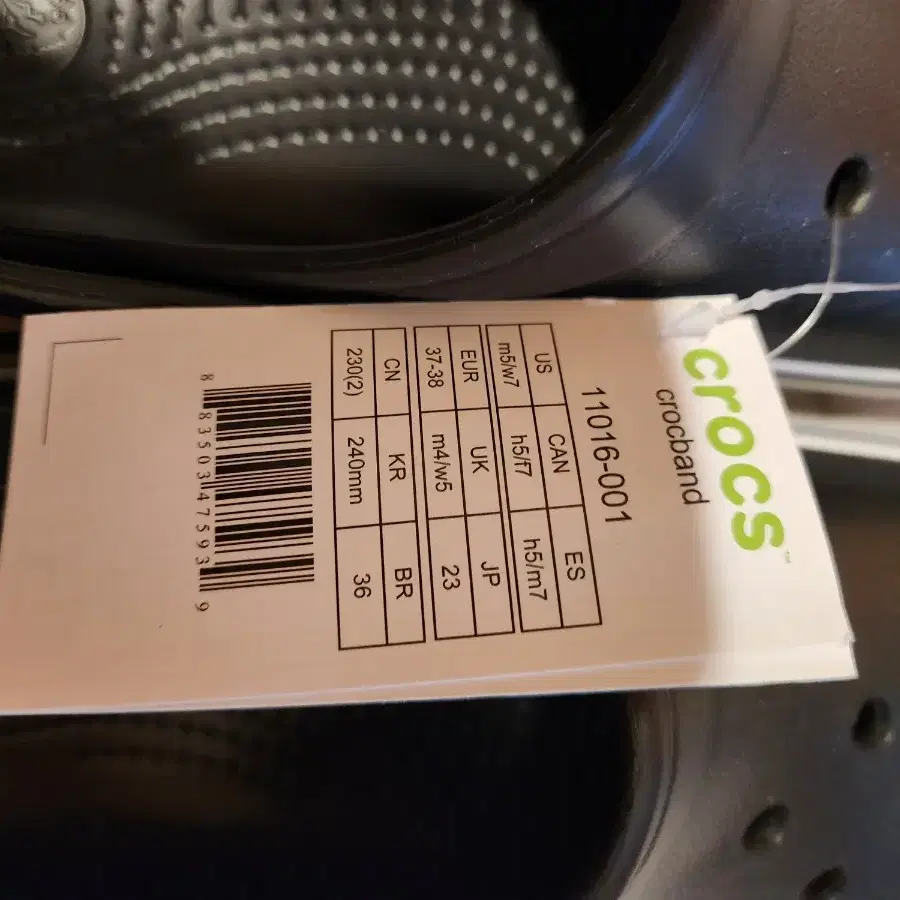 crocs™
crocband
11016-001
US CAN ES
m5/w7 h5/f7 h5/m7
EUR UK JP
37-38 m4/w5 23
CN KR BR
230(2) 240mm 36
8 83503 47593 9